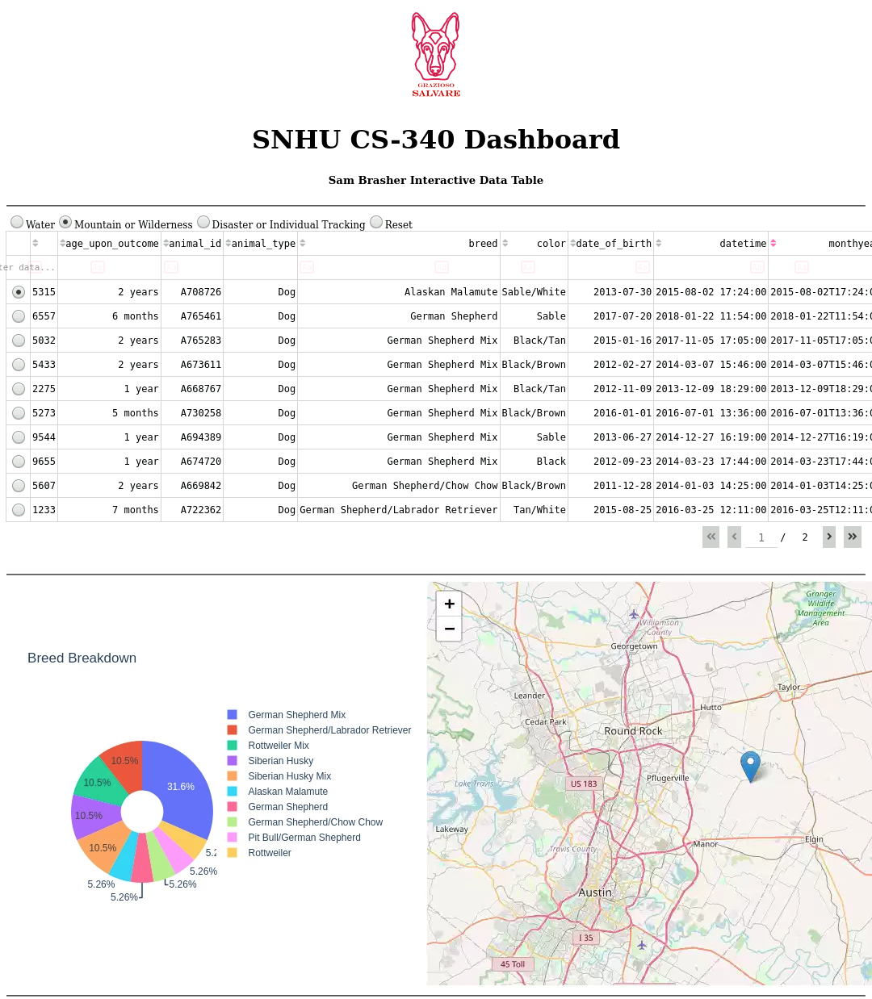 GRAZIOSO
SALVARE
SNHU CS-340 Dashboard
Sam Brasher Interactive Data Table
Water Mountain or Wilderness Disaster or Individual Tracking Reset
age_upon_outcome animal_id animal_type breed color date_of_birth datetime monthyea
ter data...
5315 2 years A708726 Dog Alaskan Malamute Sable/White 2013-07-30 2015-08-02 17:24:00 2015-08-02T17:24:0
6557 6 months A765461 Dog German Shepherd Sable 2017-07-20 2018-01-22 11:54:00 2018-01-22T11:54:0
5032 2 years A765283 Dog German Shepherd Mix Black/Tan 2015-01-16 2017-11-05 17:05:00 2017-11-05T17:05:0
5433 2 years A673611 Dog German Shepherd Mix Black/Brown 2012-02-27 2014-03-07 15:46:00 2014-03-07T15:46:0
2275 1 year A668767 Dog German Shepherd Mix Black/Tan 2012-11-09 2013-12-09 18:29:00 2013-12-09T18:29:0
5273 5 months A730258 Dog German Shepherd Mix Black/Brown 2016-01-01 2016-07-01 13:36:00 2016-07-01T13:36:0
9544 1 year A694389 Dog German Shepherd Mix Sable 2013-06-27 2014-12-27 16:19:00 2014-12-27T16:19:0
9655 1 year A674720 Dog German Shepherd Mix Black 2012-09-23 2014-03-23 17:44:00 2014-03-23T17:44:0
5607 2 years A669842 Dog German Shepherd/Chow Chow Black/Brown 2011-12-28 2014-01-03 14:25:00 2014-01-03T14:25:0
1233 7 months A722362 Dog German Shepherd/Labrador Retriever Tan/White 2015-08-25 2016-03-25 12:11:00 2016-03-25T12:11:0
« ‹ 1 / 2 › »
Breed Breakdown
German Shepherd Mix
German Shepherd/Labrador Retriever
Rottweiler Mix
Siberian Husky
Siberian Husky Mix
Alaskan Malamute
German Shepherd
German Shepherd/Chow Chow
Pit Bull/German Shepherd
Rottweiler
10.5%
31.6%
10.5%
10.5%
10.5%
5.2
5.26%
5.26%
5.26%
5.26%
+
−
Granger
Wildlife
Management
Area
Williamson
County
Georgetown
Taylor
Leander
Hutto
Cedar Park
Round Rock
Pflugerville
US 183
Lake Travis
Lakeway
Elgin
Manor
Travis County
Austin
I 35
45 Toll